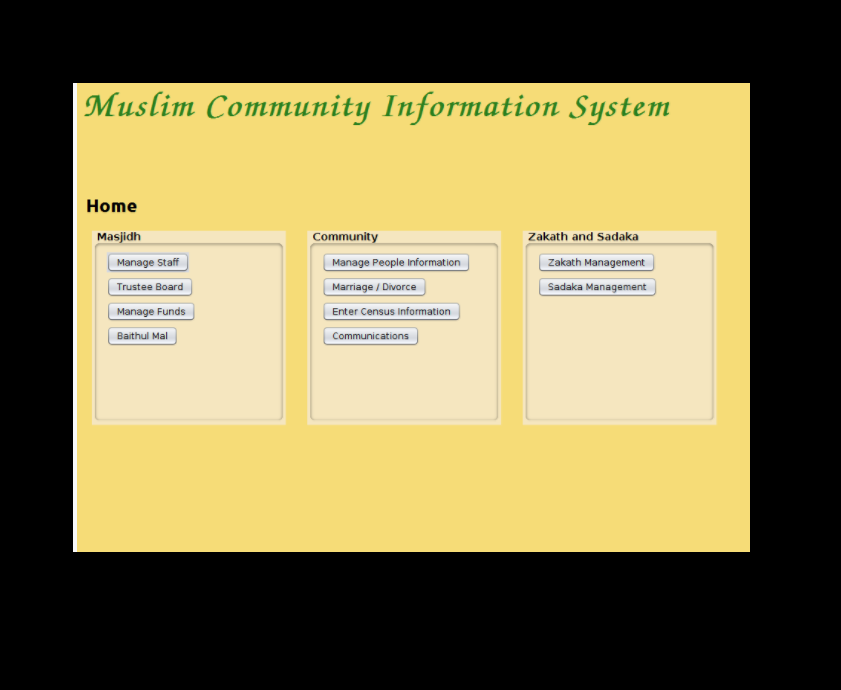 Muslim Community Information System
Home
Masjidh
Manage Staff
Trustee Board
Manage Funds
Baithul Mal
Community
Manage People Information
Marriage / Divorce
Enter Census Information
Communications
Zakath and Sadaka
Zakath Management
Sadaka Management